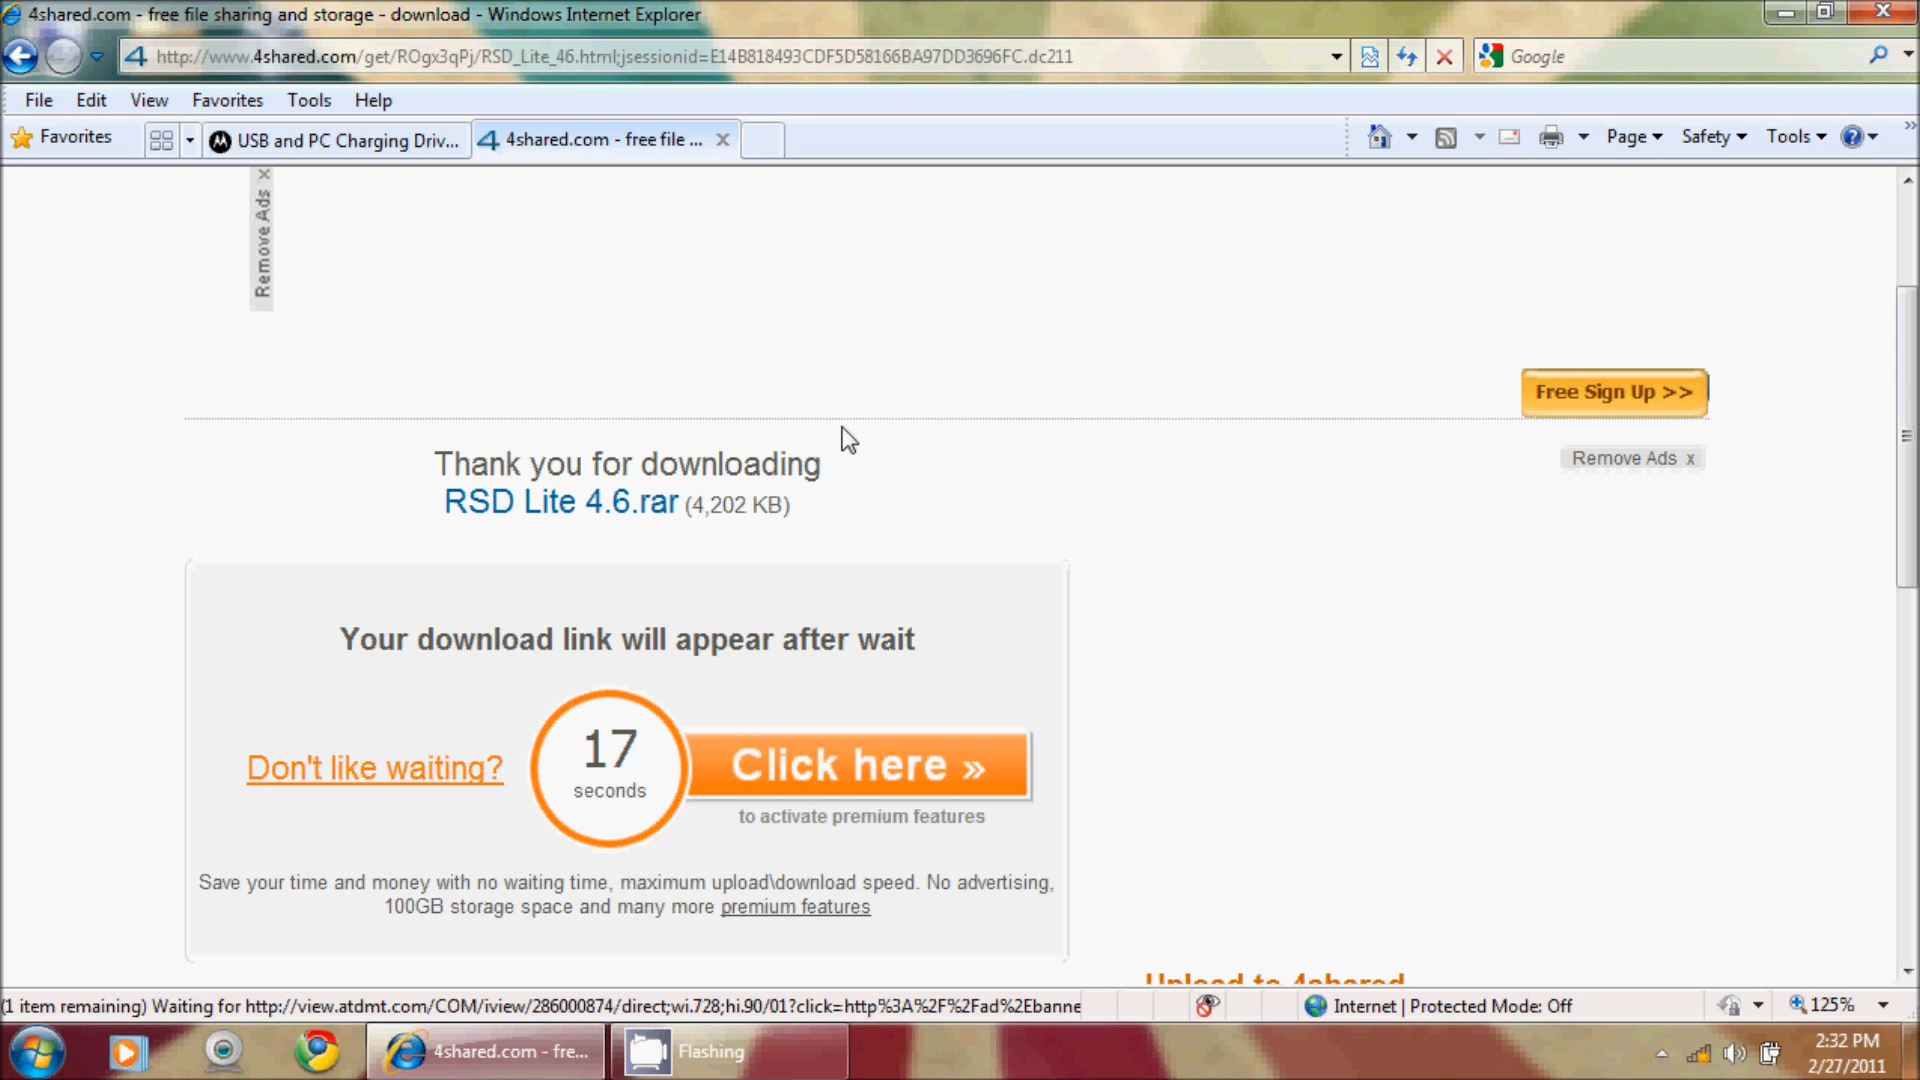 4shared.com - free file sharing and storage - download - Windows Internet Explorer
http://www.4shared.com/get/ROgx3qPj/RSD_Lite_46.html;jsessionid=E14B818493CDF5D58166BA97DD3696FC.dc211
Google
File Edit View Favorites Tools Help
Favorites
USB and PC Charging Driv...
4shared.com - free file ...
Page
Safety
Tools
Remove Ads x
Free Sign Up >>
Remove Ads x
Thank you for downloading
RSD Lite 4.6.rar (4,202 KB)
Your download link will appear after wait
Don't like waiting?
17
seconds
Click here »
to activate premium features
Save your time and money with no waiting time, maximum upload\download speed. No advertising,
100GB storage space and many more premium features
Upload to 4shared
(1 item remaining) Waiting for http://view.atdmt.com/COM/iview/286000874/direct;wi.728;hi.90/01?click=http%3A%2F%2Fad%2Ebanne
Internet | Protected Mode: Off
125%
4shared.com - fre...
Flashing
2:32 PM
2/27/2011